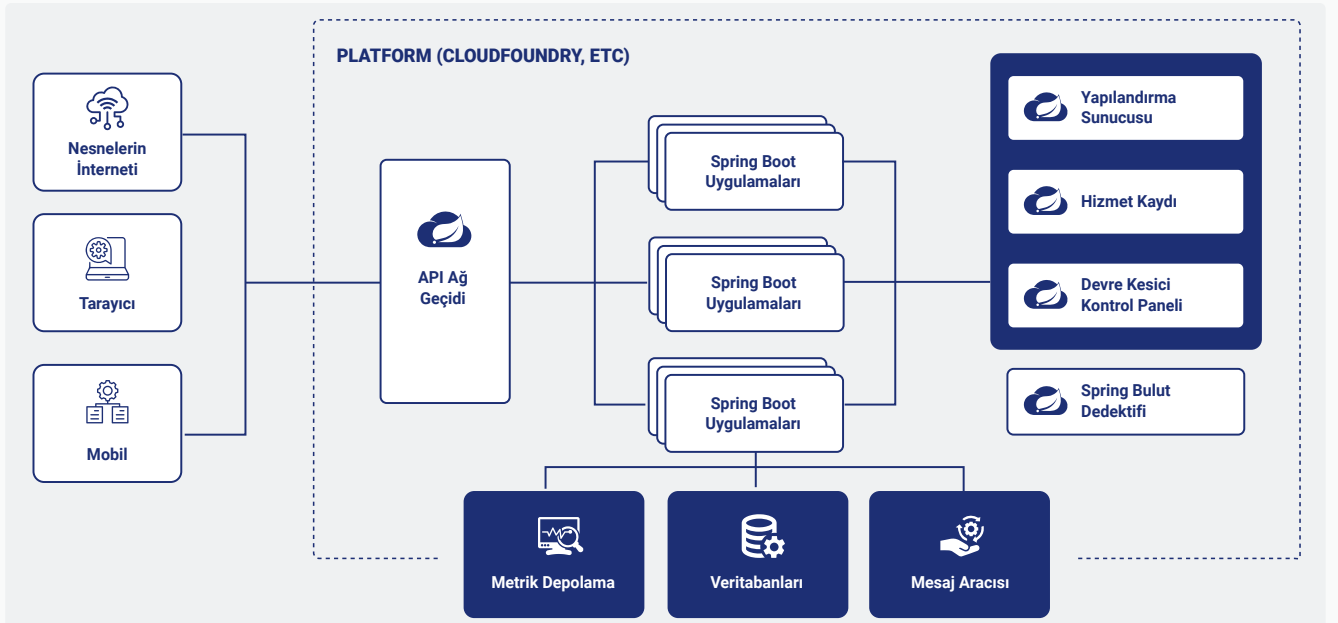 PLATFORM (CLOUDFOUNDRY, ETC)
Nesnelerin
İnterneti
Tarayıcı
Mobil
API Ağ
Geçidi
Spring Boot
Uygulamaları
Spring Boot
Uygulamaları
Spring Boot
Uygulamaları
Yapılandırma
Sunucusu
Hizmet Kaydı
Devre Kesici
Kontrol Paneli
Spring Bulut
Dedektifi
Metrik Depolama
Veritabanları
Mesaj Aracısı